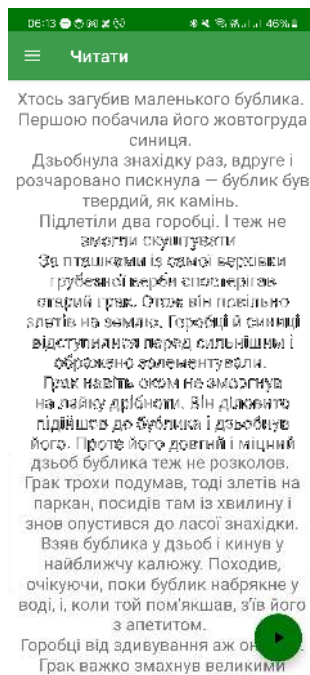 06:13 46%
Читати
Хтось загубив маленького бублика.
Першою побачила його жовтогруда
синиця.
Дзьобнула знахідку раз, вдруге і
розчаровано пискнула — бублик був
твердий, як камінь.
Підлетіли два горобці. І теж не
змогли скуштувати.
За пташками із самої верхівки
грубезної верби спостерігав
старий грак. Отож він повільно
злетів на землю. Горобці й синиці
відступилися перед сильнішим і
ображено залементували.
Грак навіть оком не зморгнув
на лайку дрібноти. Він діловито
підійшов до бублика і дзьобнув
його. Проте його довгий і міцний
дзьоб бублика теж не розколов.
Грак трохи подумав, тоді злетів на
паркан, посидів там із хвилину і
знов опустився до ласої знахідки.
Взяв бублика у дзьоб і кинув у
найближчу калюжу. Походив,
очікуючи, поки бублик набрякне у
воді, і, коли той пом'якшав, з'їв його
з апетитом.
Горобці від здивування аж
Грак важко змахнув великими